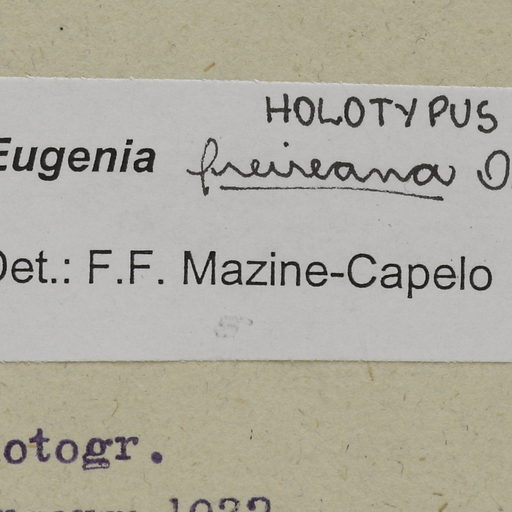 HOLOTYPUS
Eugenia freireana O.
Det.: F.F. Mazine-Capelo
otogr.